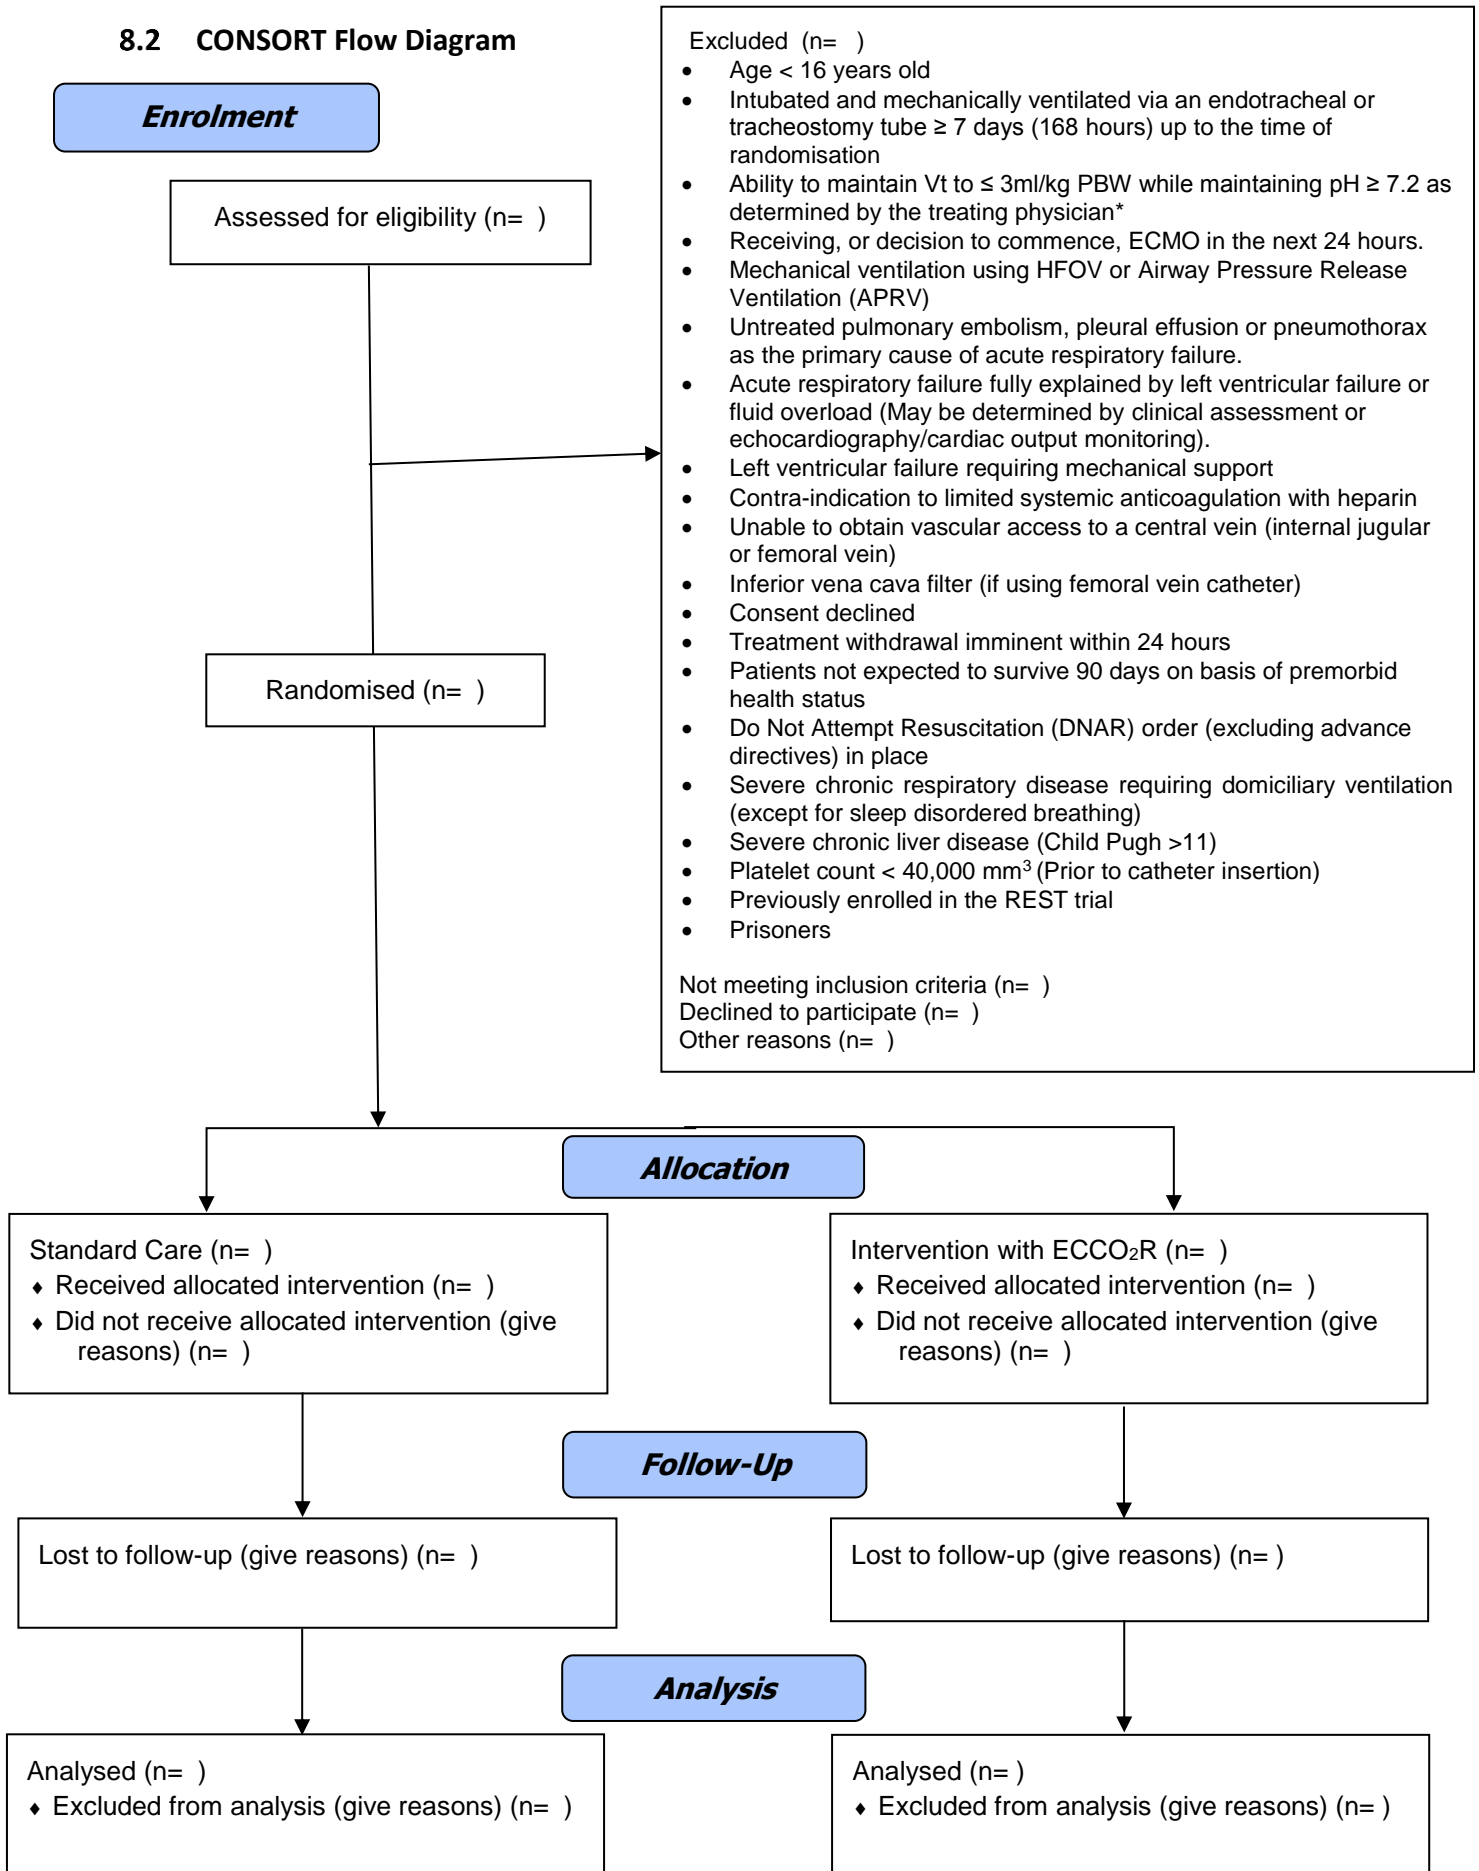 8.2 CONSORT Flow Diagram
Enrolment
Assessed for eligibility (n= )
Excluded (n= )
• Age < 16 years old
• Intubated and mechanically ventilated via an endotracheal or
tracheostomy tube ≥ 7 days (168 hours) up to the time of
randomisation
• Ability to maintain Vt to ≤ 3ml/kg PBW while maintaining pH ≥ 7.2 as
determined by the treating physician*
• Receiving, or decision to commence, ECMO in the next 24 hours.
• Mechanical ventilation using HFOV or Airway Pressure Release
Ventilation (APRV)
• Untreated pulmonary embolism, pleural effusion or pneumothorax
as the primary cause of acute respiratory failure.
• Acute respiratory failure fully explained by left ventricular failure or
fluid overload (May be determined by clinical assessment or
echocardiography/cardiac output monitoring).
• Left ventricular failure requiring mechanical support
• Contra-indication to limited systemic anticoagulation with heparin
• Unable to obtain vascular access to a central vein (internal jugular
or femoral vein)
• Inferior vena cava filter (if using femoral vein catheter)
• Consent declined
• Treatment withdrawal imminent within 24 hours
• Patients not expected to survive 90 days on basis of premorbid
health status
• Do Not Attempt Resuscitation (DNAR) order (excluding advance
directives) in place
• Severe chronic respiratory disease requiring domiciliary ventilation
(except for sleep disordered breathing)
• Severe chronic liver disease (Child Pugh >11)
• Platelet count < 40,000 mm³ (Prior to catheter insertion)
• Previously enrolled in the REST trial
• Prisoners
Not meeting inclusion criteria (n= )
Declined to participate (n= )
Other reasons (n= )
Randomised (n= )
Allocation
Standard Care (n= )
♦ Received allocated intervention (n= )
♦ Did not receive allocated intervention (give
reasons) (n= )
Intervention with ECCO₂R (n= )
♦ Received allocated intervention (n= )
♦ Did not receive allocated intervention (give
reasons) (n= )
Follow-Up
Lost to follow-up (give reasons) (n= )
Lost to follow-up (give reasons) (n= )
Analysis
Analysed (n= )
♦ Excluded from analysis (give reasons) (n= )
Analysed (n= )
♦ Excluded from analysis (give reasons) (n= )